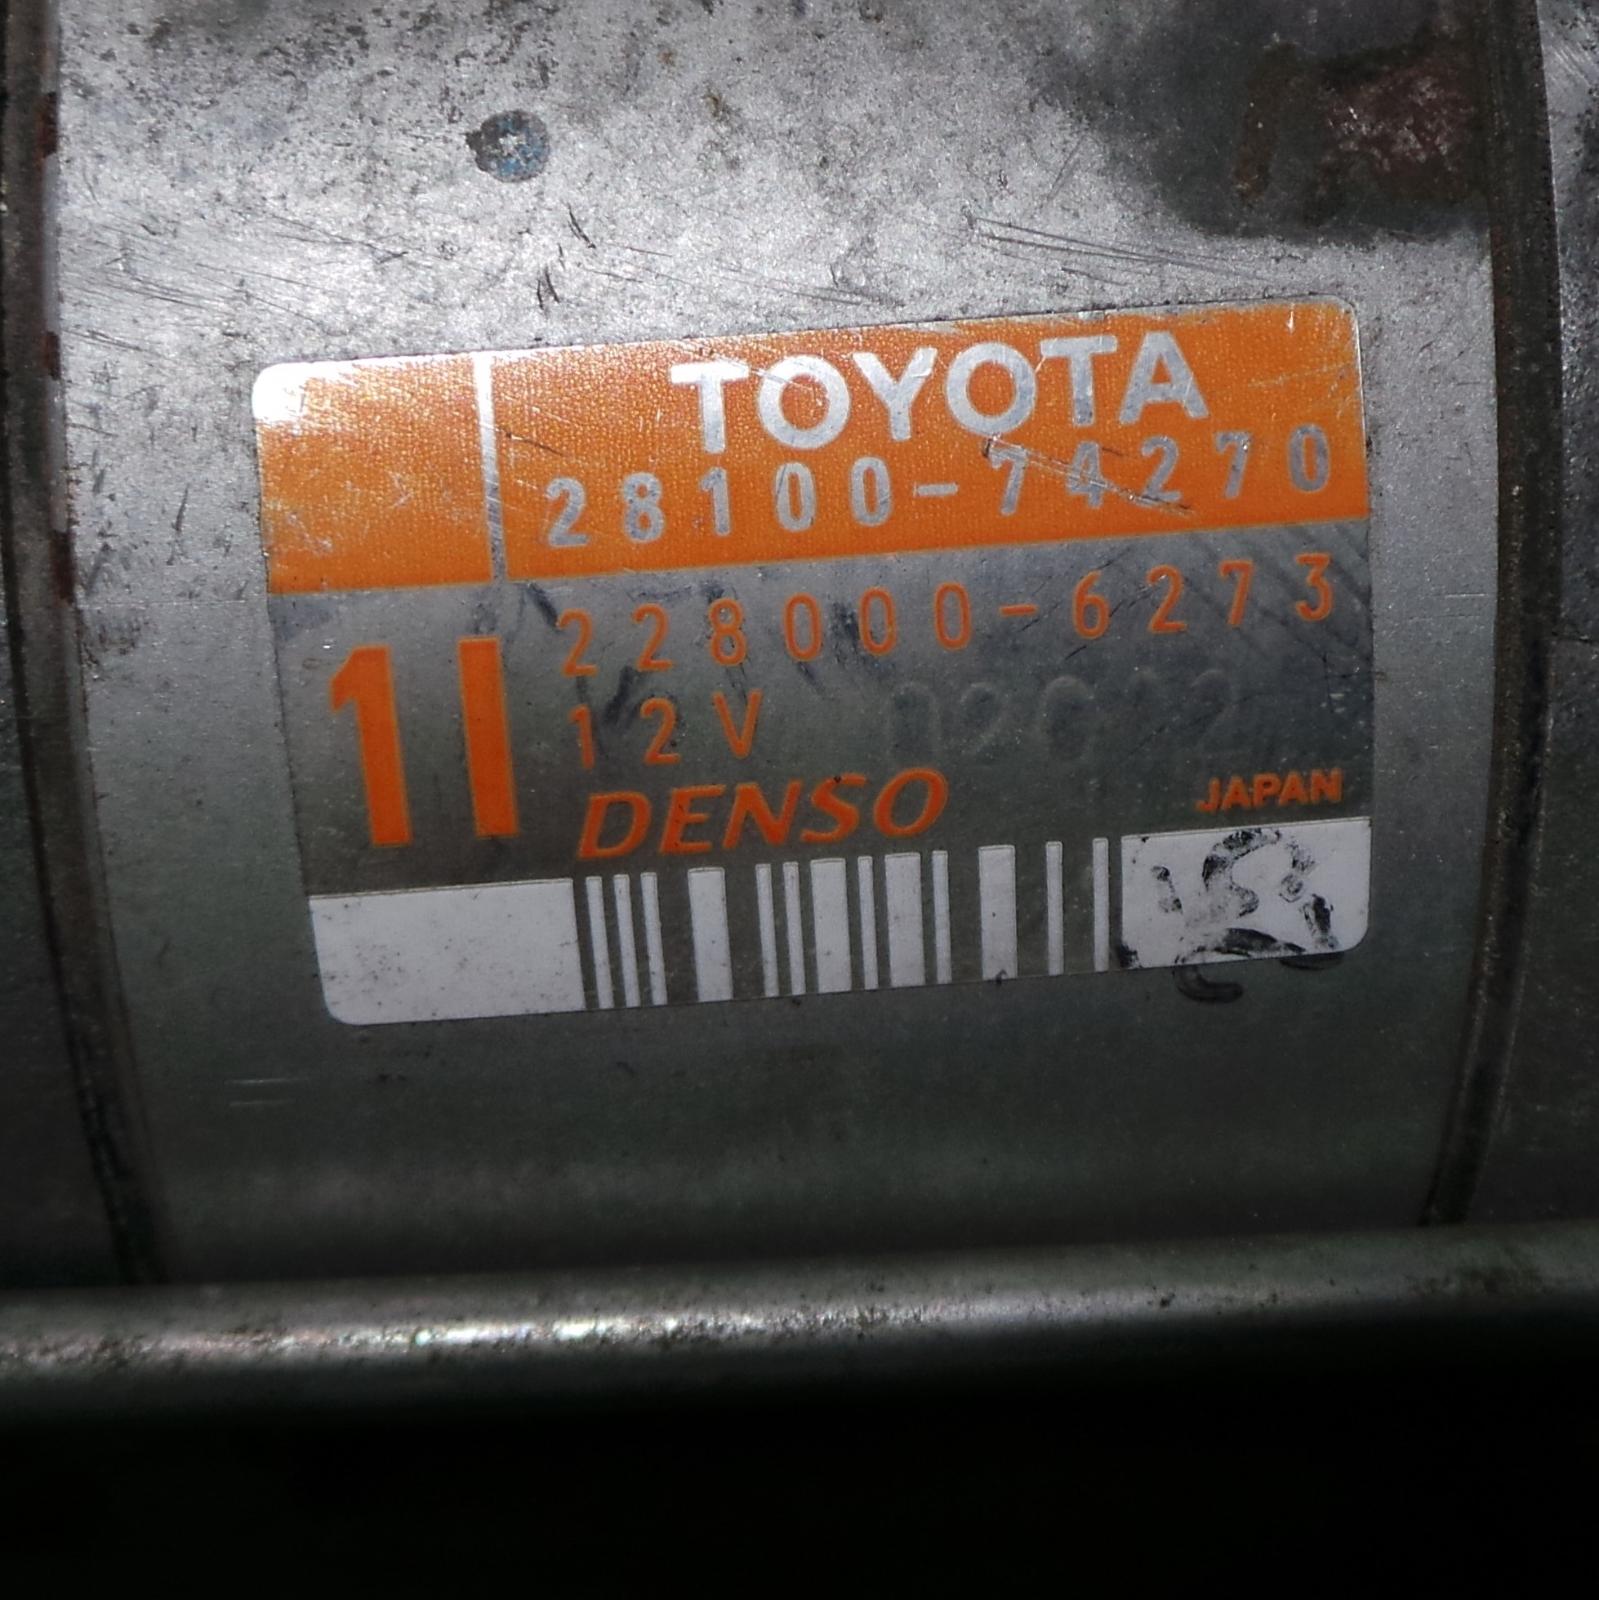 TOYOTA
28100-74270
11
228000-6273
12V
DENSO
JAPAN